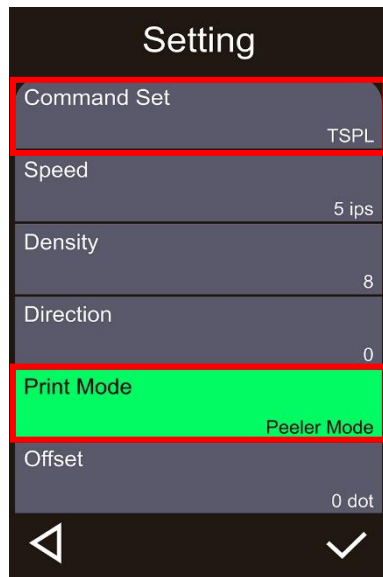 Setting
Command Set
TSPL
Speed
5 ips
Density
8
Direction
0
Print Mode
Peeler Mode
Offset
0 dot